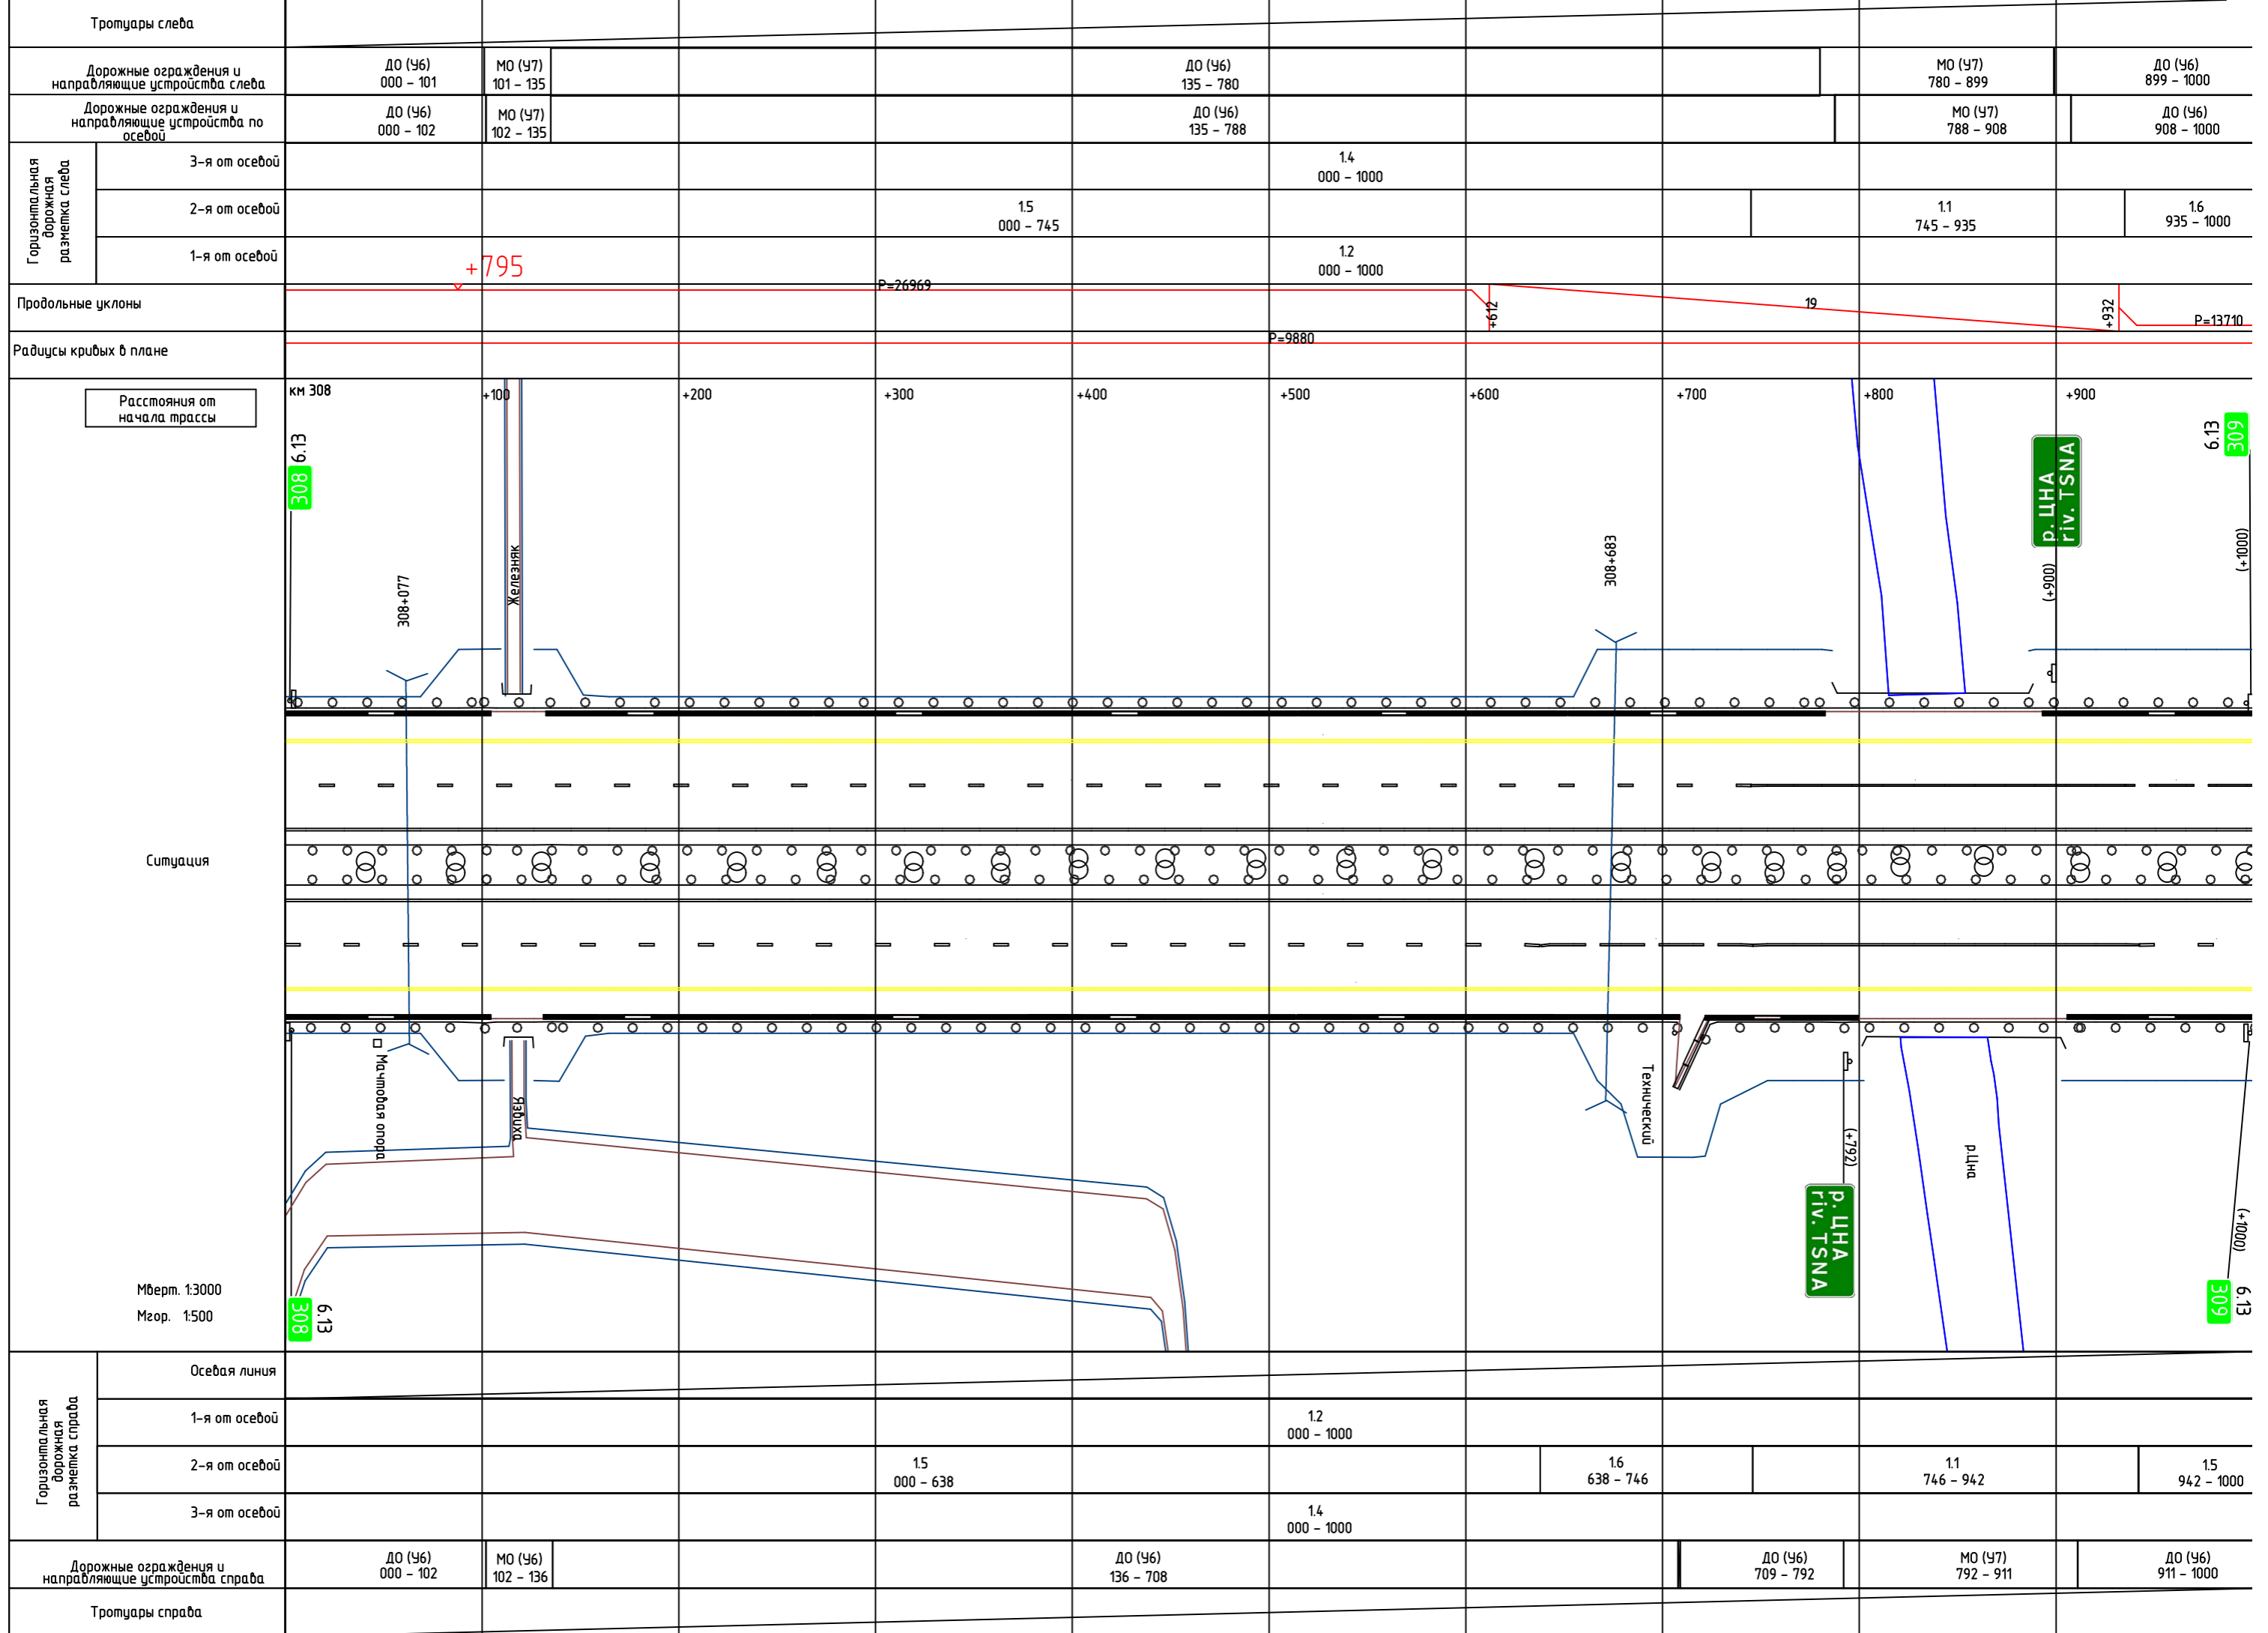 Тротуары слева
Дорожные ограждения и
направляющие устройства слева
ДО (У6)
000 - 101
МО (У7)
101 - 135
ДО (У6)
135 - 780
МО (У7)
780 - 899
ДО (У6)
899 - 1000
Дорожные ограждения и
направляющие устройства по
осевой
ДО (У6)
000 - 102
МО (У7)
102 - 135
ДО (У6)
135 - 788
МО (У7)
788 - 908
ДО (У6)
908 - 1000
Горизонтальная
дорожная
разметка слева
3-я от осевой
1.4
000 - 1000
2-я от осевой
1.5
000 - 745
1.1
745 - 935
1.6
935 - 1000
1-я от осевой
1.2
000 - 1000
+795
Продольные уклоны
Р=26969
+612
19
+932
Р=13710
Радиусы кривых в плане
Р=9880
Расстояния от
начала трассы
км 308
+100
+200
+300
+400
+500
+600
+700
+800
+900
6.13
308
308+077
Железняк
308+683
р. ЦНА
riv. TSNA
(+900)
6.13
309
(+1000)
Ситуация
Мачтовая опора
Язвиха
Технический
(+792)
р. ЦНА
riv. TSNA
р.Цна
(+1000)
6.13
309
308
6.13
Мверт. 1:3000
Мгор. 1:500
Горизонтальная
дорожная
разметка справа
Осевая линия
1-я от осевой
1.2
000 - 1000
2-я от осевой
1.5
000 - 638
1.6
638 - 746
1.1
746 - 942
1.5
942 - 1000
3-я от осевой
1.4
000 - 1000
Дорожные ограждения и
направляющие устройства справа
ДО (У6)
000 - 102
МО (У6)
102 - 136
ДО (У6)
136 - 708
ДО (У6)
709 - 792
МО (У7)
792 - 911
ДО (У6)
911 - 1000
Тротуары справа